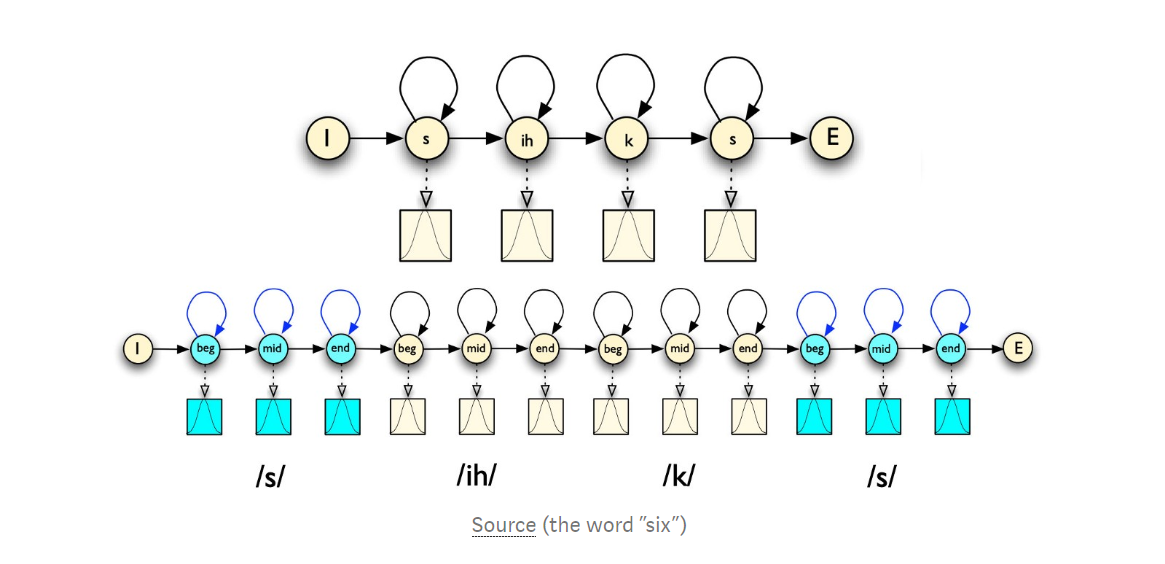 I s ih k s E
I beg mid end beg mid end beg mid end beg mid end E
/s/ /ih/ /k/ /s/
Source (the word ”six”)